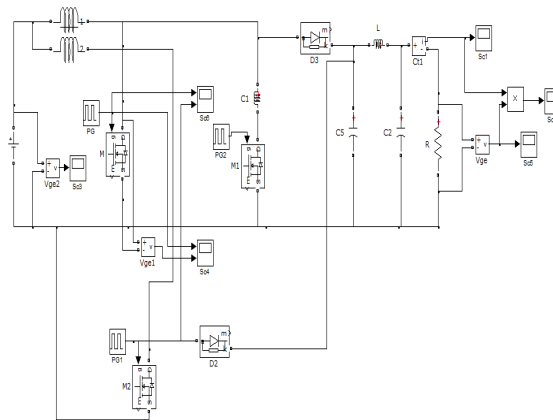 1
2
m
k
D3
L
i
+
-
Ct1
Sc1
C1
PG
Sc6
X
Sc
PG2
C5
C2
R
+
-
v
Vge
Sc5
M
M1
+
-
v
Vge2
Sc3
+
-
v
Vge1
Sc4
PG1
m
k
D2
M2